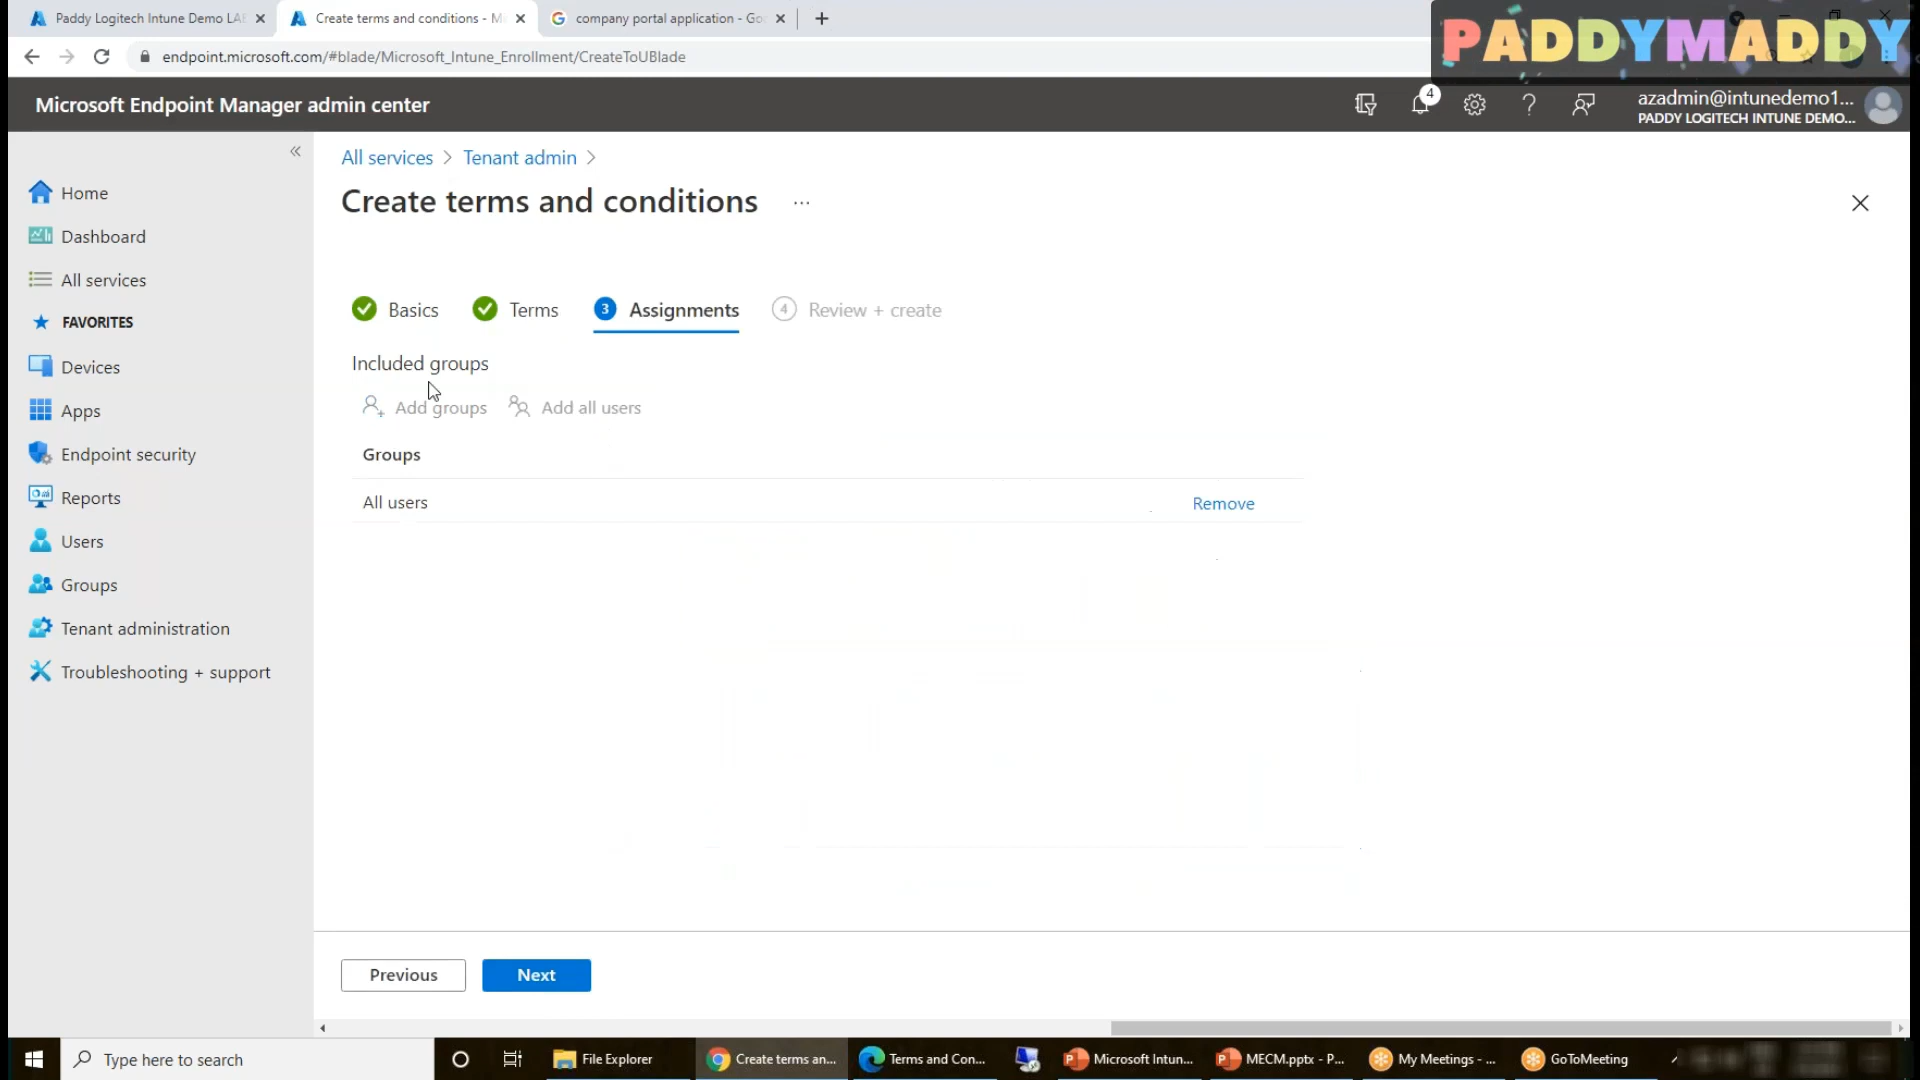 Paddy Logitech Intune Demo LA
Create terms and conditions - M
company portal application - Go
PADDYMADDY
endpoint.microsoft.com/#blade/Microsoft_Intune_Enrollment/CreateToUBlade
Microsoft Endpoint Manager admin center
4
azadmin@intunedemo1...
PADDY LOGITECH INTUNE DEMO...
All services > Tenant admin >
Create terms and conditions ...
Home
Dashboard
All services
FAVORITES
Devices
Apps
Endpoint security
Reports
Users
Groups
Tenant administration
Troubleshooting + support
Basics
Terms
3 Assignments
4 Review + create
Included groups
Add groups
Add all users
Groups
All users
Remove
Previous
Next
Type here to search
File Explorer
Create terms an...
Terms and Con...
Microsoft Intun...
MECM.pptx - P...
My Meetings - ...
GoToMeeting